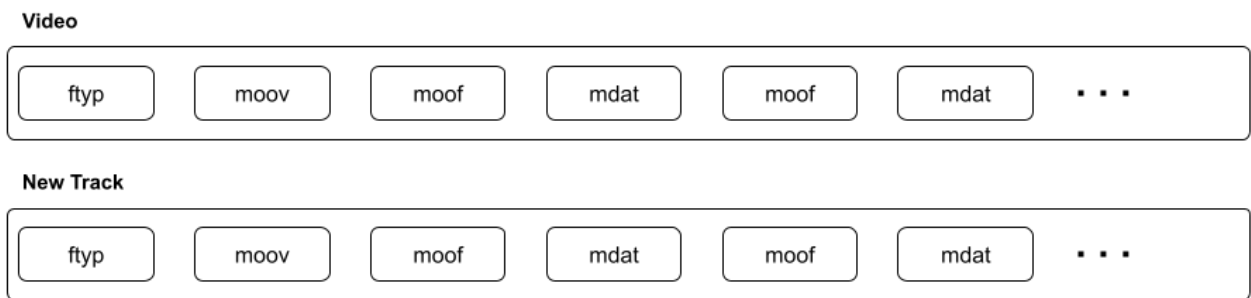 Video
ftyp moov moof mdat moof mdat . . .
New Track
ftyp moov moof mdat moof mdat . . .